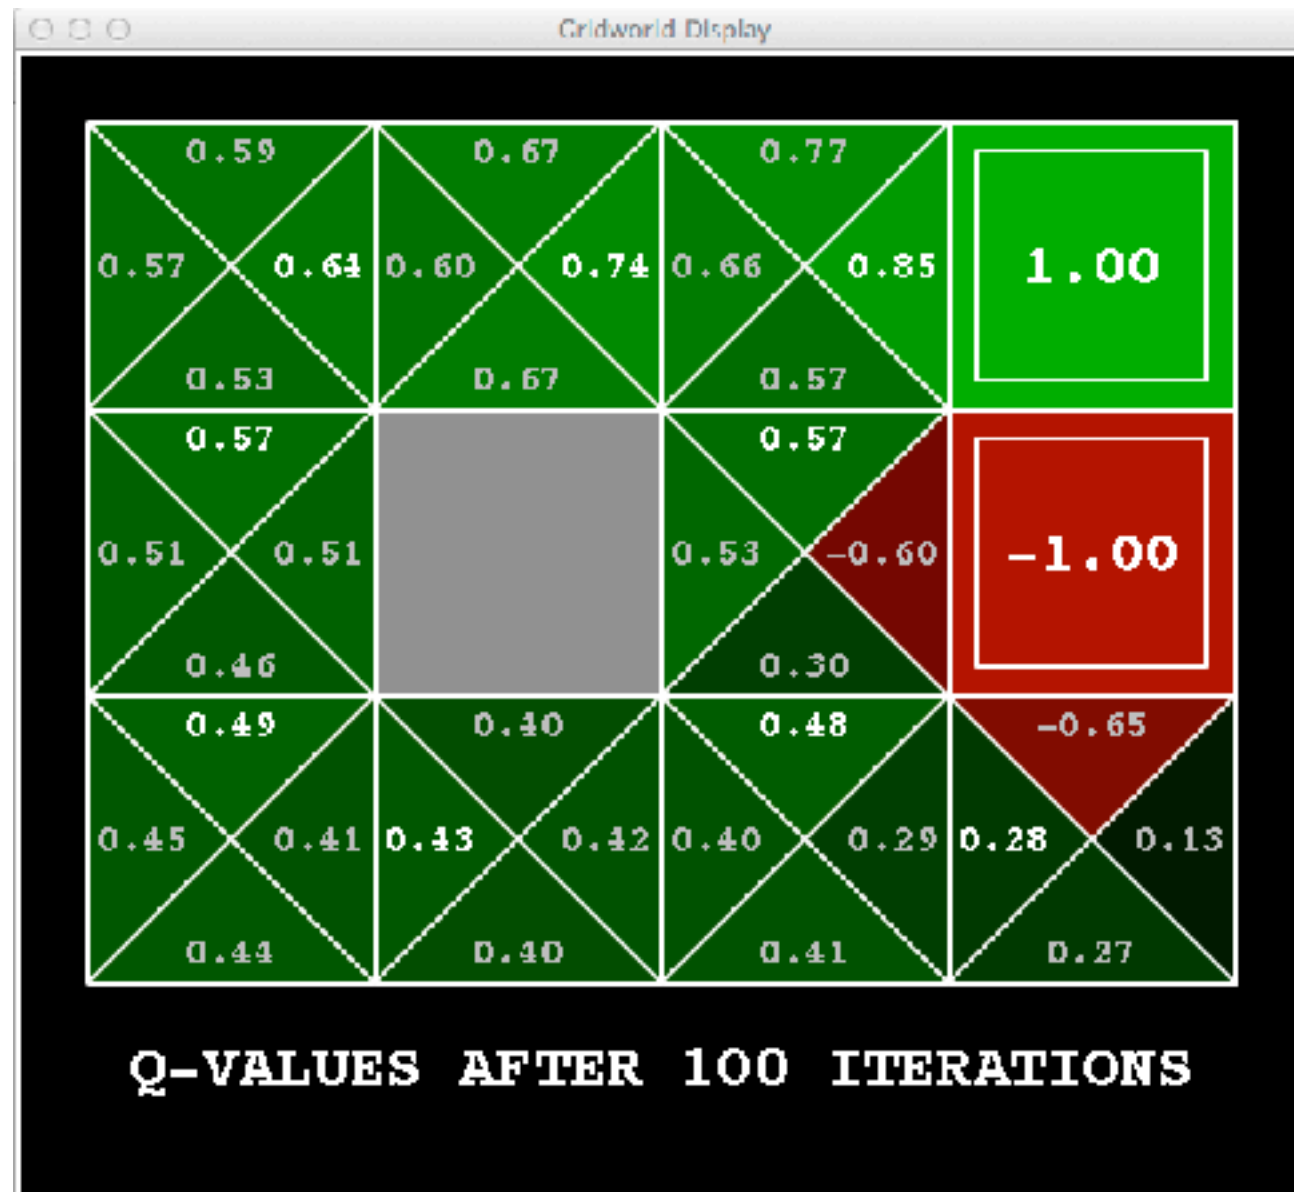 Gridworld Display
0.59 0.67 0.77
0.57 0.64 0.60 0.74 0.66 0.85 1.00
0.53 0.67 0.57
0.57 0.57
0.51 0.51 0.53 -0.60 -1.00
0.46 0.30
0.49 0.40 0.48 -0.65
0.45 0.41 0.43 0.42 0.40 0.29 0.28 0.13
0.44 0.40 0.41 0.27
Q-VALUES AFTER 100 ITERATIONS